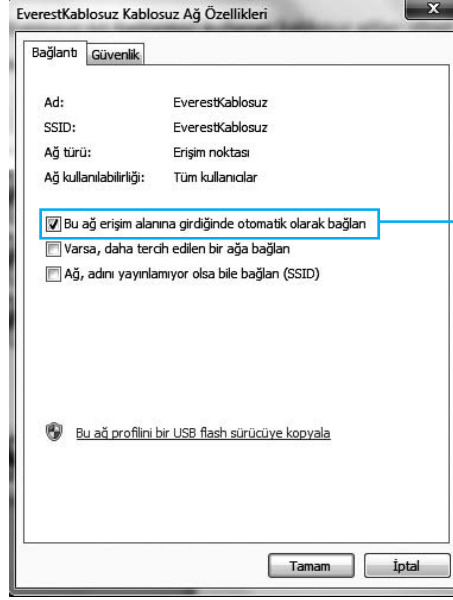 EverestKablosuz Kablosuz Ağ Özellikleri
Bağlantı Güvenlik
Ad: EverestKablosuz
SSID: EverestKablosuz
Ağ türü: Erişim noktası
Ağ kullanılabilirliği: Tüm kullanıcılar
Bu ağ erişim alanına girdiğinde otomatik olarak bağlan
Varsa, daha tercih edilen bir ağa bağlan
Ağ, adını yayınlamıyor olsa bile bağlan (SSID)
Bu ağ profilini bir USB flash sürücüye kopyala
Tamam İptal